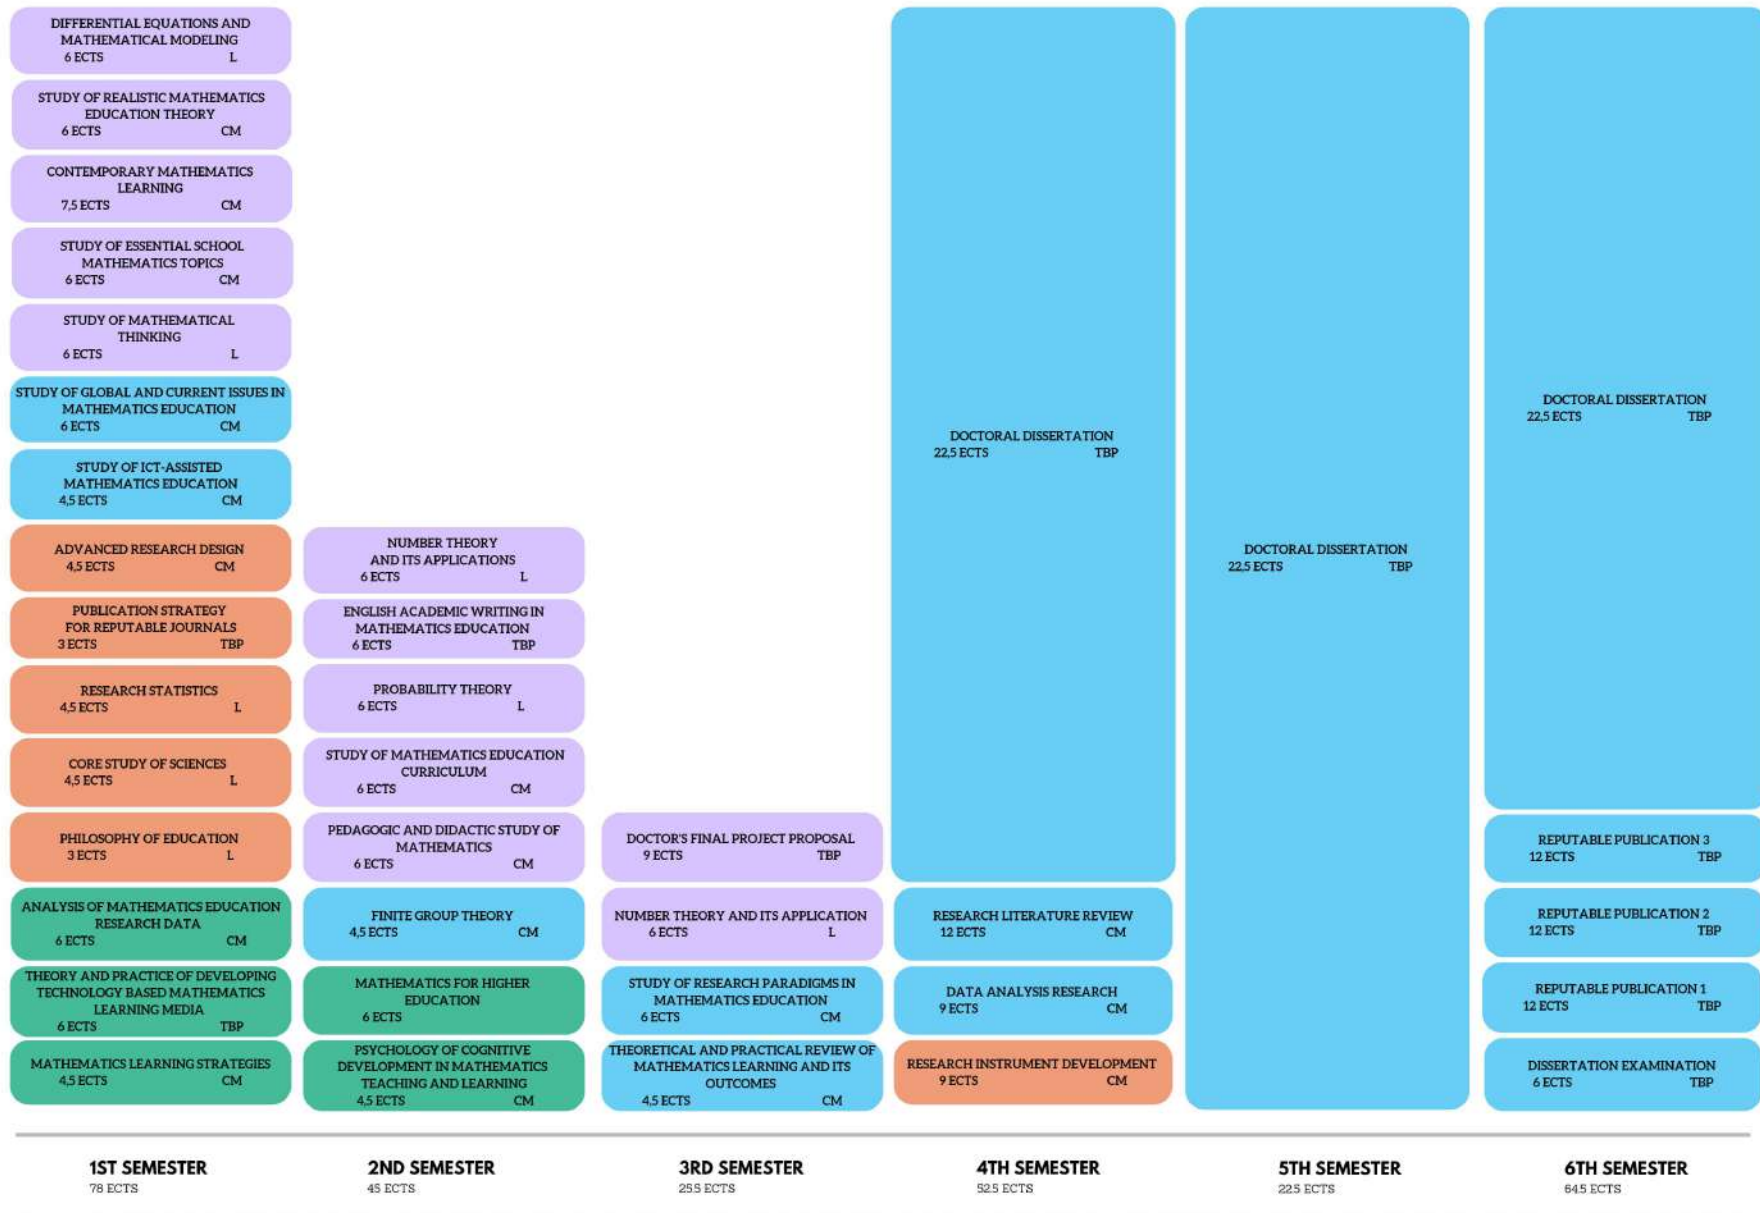 DIFFERENTIAL EQUATIONS AND
MATHEMATICAL MODELING
6 ECTS L
STUDY OF REALISTIC MATHEMATICS
EDUCATION THEORY
6 ECTS CM
CONTEMPORARY MATHEMATICS
LEARNING
7,5 ECTS CM
STUDY OF ESSENTIAL SCHOOL
MATHEMATICS TOPICS
6 ECTS CM
STUDY OF MATHEMATICAL
THINKING
6 ECTS L
STUDY OF GLOBAL AND CURRENT ISSUES IN
MATHEMATICS EDUCATION
6 ECTS CM
STUDY OF ICT-ASSISTED
MATHEMATICS EDUCATION
4,5 ECTS CM
ADVANCED RESEARCH DESIGN
4,5 ECTS CM
PUBLICATION STRATEGY
FOR REPUTABLE JOURNALS
3 ECTS TBP
RESEARCH STATISTICS
4,5 ECTS L
CORE STUDY OF SCIENCES
4,5 ECTS L
PHILOSOPHY OF EDUCATION
3 ECTS L
ANALYSIS OF MATHEMATICS EDUCATION
RESEARCH DATA
6 ECTS CM
THEORY AND PRACTICE OF DEVELOPING
TECHNOLOGY BASED MATHEMATICS
LEARNING MEDIA
6 ECTS TBP
MATHEMATICS LEARNING STRATEGIES
4,5 ECTS CM
1ST SEMESTER
78 ECTS
NUMBER THEORY
AND ITS APPLICATIONS
6 ECTS L
ENGLISH ACADEMIC WRITING IN
MATHEMATICS EDUCATION
6 ECTS TBP
PROBABILITY THEORY
6 ECTS L
STUDY OF MATHEMATICS EDUCATION
CURRICULUM
6 ECTS CM
PEDAGOGIC AND DIDACTIC STUDY OF
MATHEMATICS
6 ECTS CM
FINITE GROUP THEORY
4,5 ECTS CM
MATHEMATICS FOR HIGHER
EDUCATION
6 ECTS
PSYCHOLOGY OF COGNITIVE
DEVELOPMENT IN MATHEMATICS
TEACHING AND LEARNING
4,5 ECTS CM
2ND SEMESTER
45 ECTS
DOCTOR'S FINAL PROJECT PROPOSAL
9 ECTS TBP
NUMBER THEORY AND ITS APPLICATION
6 ECTS L
STUDY OF RESEARCH PARADIGMS IN
MATHEMATICS EDUCATION
6 ECTS CM
THEORETICAL AND PRACTICAL REVIEW OF
MATHEMATICS LEARNING AND ITS
OUTCOMES
4,5 ECTS CM
3RD SEMESTER
25.5 ECTS
DOCTORAL DISSERTATION
22,5 ECTS TBP
RESEARCH LITERATURE REVIEW
12 ECTS CM
DATA ANALYSIS RESEARCH
9 ECTS CM
RESEARCH INSTRUMENT DEVELOPMENT
9 ECTS CM
4TH SEMESTER
52.5 ECTS
DOCTORAL DISSERTATION
22,5 ECTS TBP
5TH SEMESTER
22.5 ECTS
DOCTORAL DISSERTATION
22,5 ECTS TBP
REPUTABLE PUBLICATION 3
12 ECTS TBP
REPUTABLE PUBLICATION 2
12 ECTS TBP
REPUTABLE PUBLICATION 1
12 ECTS TBP
DISSERTATION EXAMINATION
6 ECTS TBP
6TH SEMESTER
64.5 ECTS